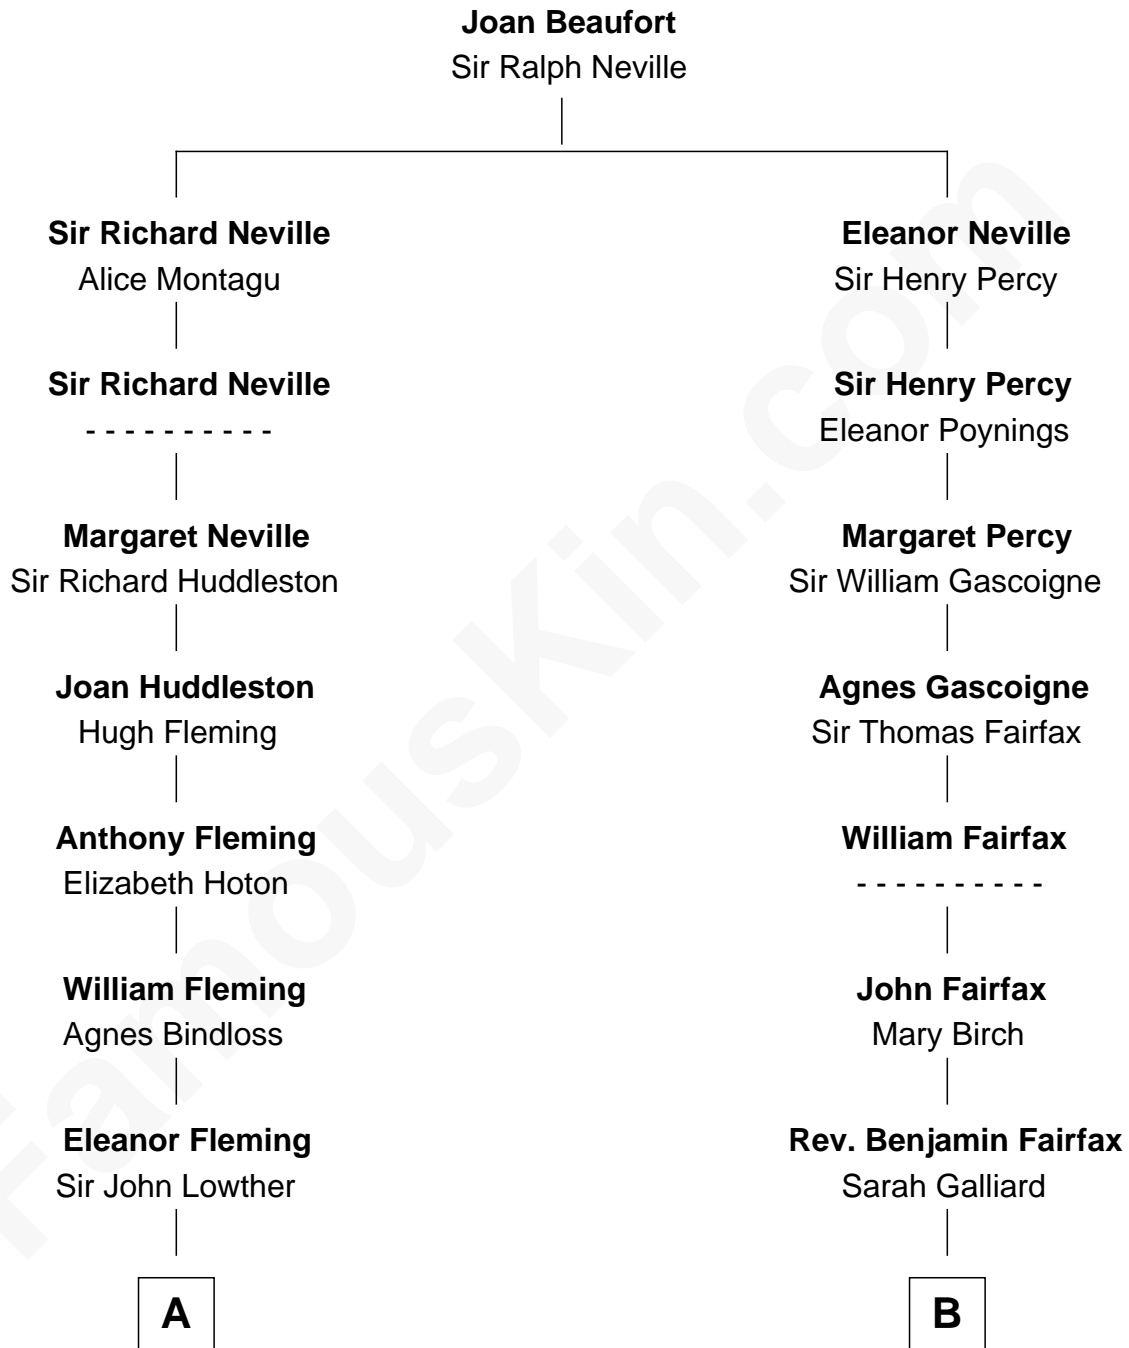 Joan Beaufort
Sir Ralph Neville
Sir Richard Neville
Alice Montagu
Eleanor Neville
Sir Henry Percy
Sir Richard Neville
- - - - - - - - - -
Sir Henry Percy
Eleanor Poynings
Margaret Neville
Sir Richard Huddleston
Margaret Percy
Sir William Gascoigne
Joan Huddleston
Hugh Fleming
Agnes Gascoigne
Sir Thomas Fairfax
Anthony Fleming
Elizabeth Hoton
William Fairfax
- - - - - - - - - -
William Fleming
Agnes Bindloss
John Fairfax
Mary Birch
Eleanor Fleming
Sir John Lowther
Rev. Benjamin Fairfax
Sarah Galliard
A
B
FamousKin.com